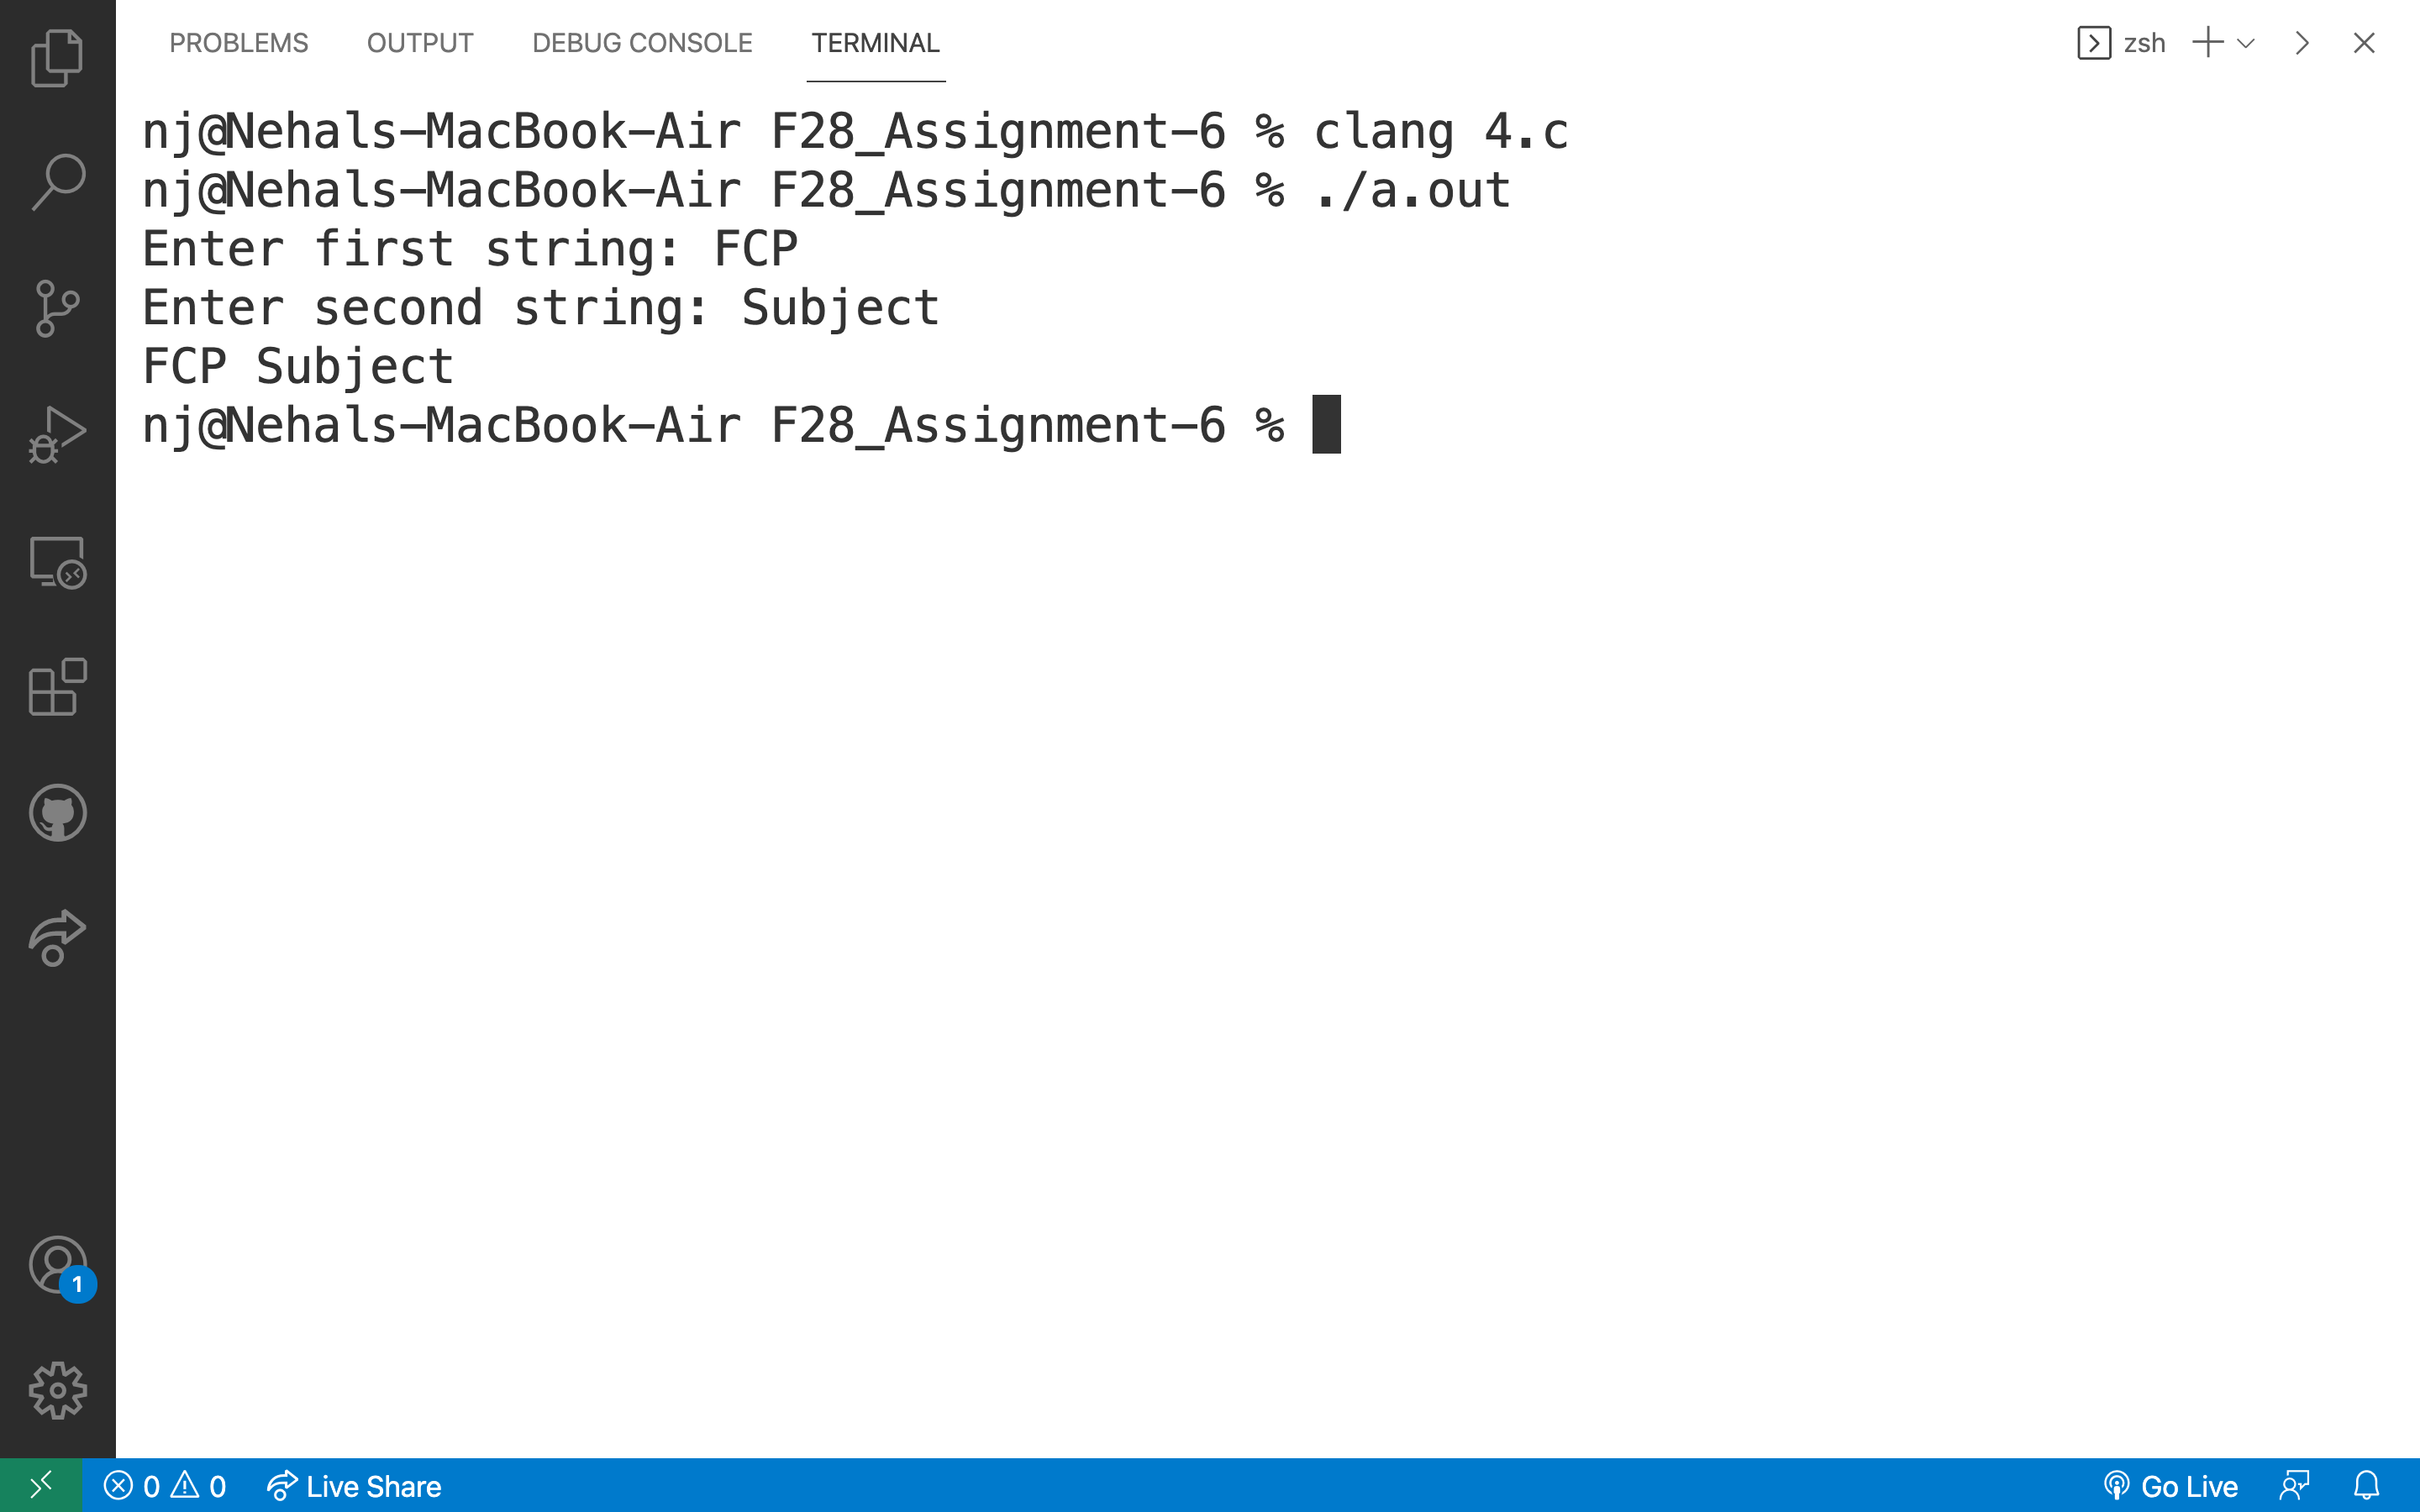 PROBLEMS OUTPUT DEBUG CONSOLE TERMINAL zsh
nj@Nehals-MacBook-Air F28_Assignment-6 % clang 4.c
nj@Nehals-MacBook-Air F28_Assignment-6 % ./a.out
Enter first string: FCP
Enter second string: Subject
FCP Subject
nj@Nehals-MacBook-Air F28_Assignment-6 %
1
0 0 Live Share Go Live